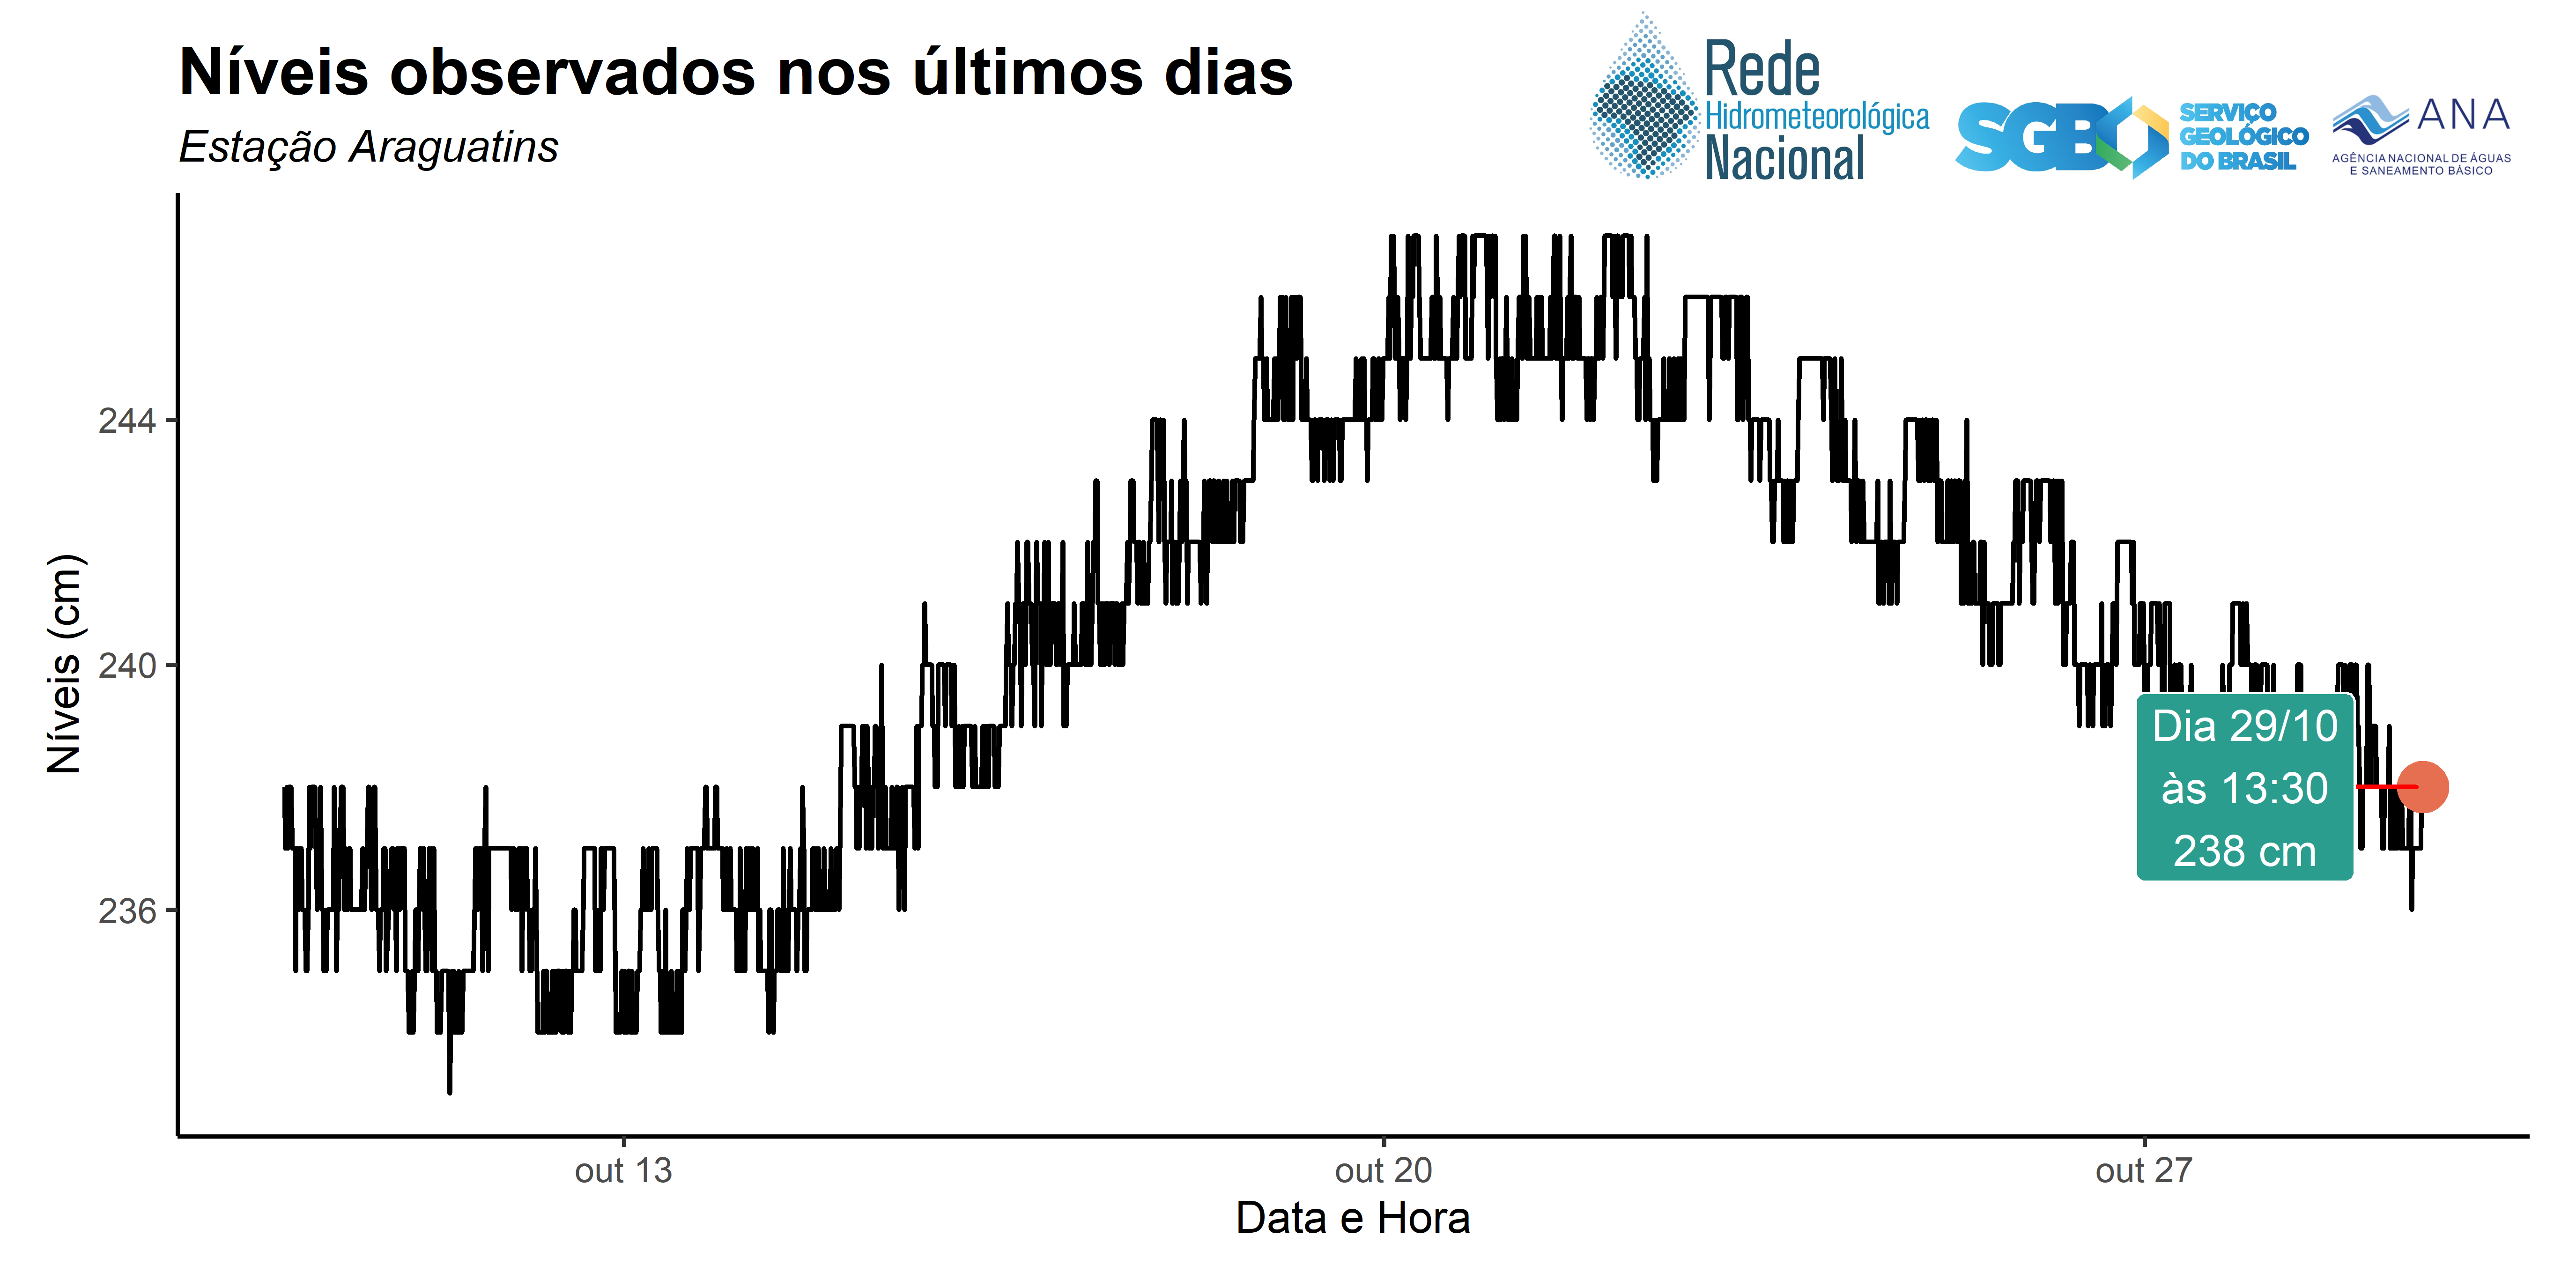 Níveis observados nos últimos dias
Estação Araguatins
Rede
Hidrometeorológica
Nacional
SGB
SERVIÇO
GEOLÓGICO
DO BRASIL
ANA
AGÊNCIA NACIONAL DE ÁGUAS
E SANEAMENTO BÁSICO
Níveis (cm)
244
240
236
Dia 29/10
às 13:30
238 cm
out 13
out 20
out 27
Data e Hora